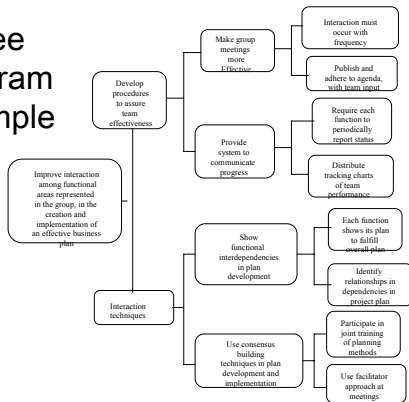 ee
ram
mple
Improve interaction
among functional
areas represented
in the group, in the
creation and
implementation of
an effective business
plan
Develop
procedures
to assure
team
effectiveness
Make group
meetings
more
Effective
Interaction must
occur with
frequency
Publish and
adhere to agenda,
with team input
Provide
system to
communicate
progress
Require each
function to
periodically
report status
Distribute
tracking charts
of team
performance
Interaction
techniques
Show
functional
interdependencies
in plan
development
Each function
shows its plan
to fulfill
overall plan
Identify
relationships in
dependencies in
project plan
Use consensus
building
techniques in plan
development and
implementation
Participate in
joint training
of planning
methods
Use facilitator
approach at
meetings